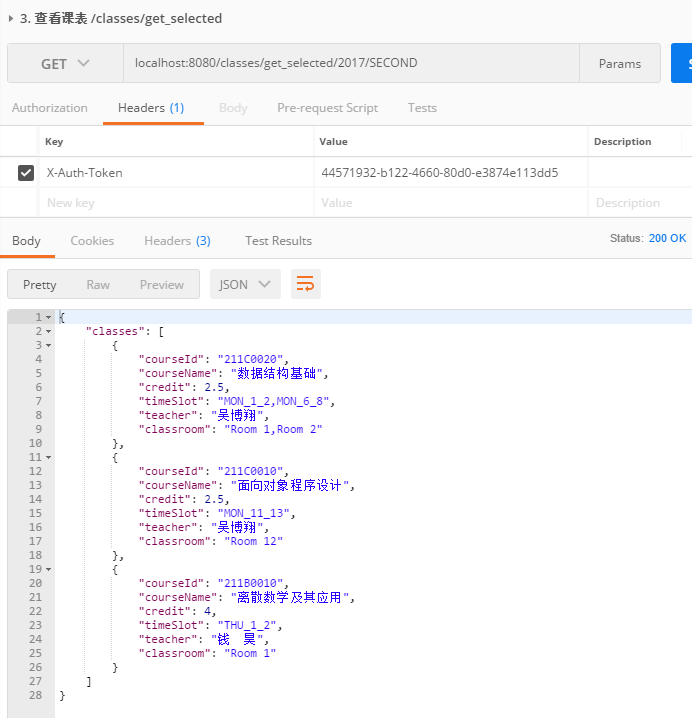 3. 查看课表 /classes/get_selected
GET localhost:8080/classes/get_selected/2017/SECOND Params
Authorization Headers (1) Body Pre-request Script Tests
Key Value Description
X-Auth-Token 44571932-b122-4660-80d0-e3874e113dd5
New key Value Description
Body Cookies Headers (3) Test Results Status: 200 OK
Pretty Raw Preview JSON
1 {
2 "classes": [
3 {
4 "courseId": "211C0020",
5 "courseName": "数据结构基础",
6 "credit": 2.5,
7 "timeSlot": "MON_1_2,MON_6_8",
8 "teacher": "吴博翔",
9 "classroom": "Room 1,Room 2"
10 },
11 {
12 "courseId": "211C0010",
13 "courseName": "面向对象程序设计",
14 "credit": 2.5,
15 "timeSlot": "MON_11_13",
16 "teacher": "吴博翔",
17 "classroom": "Room 12"
18 },
19 {
20 "courseId": "211B0010",
21 "courseName": "离散数学及其应用",
22 "credit": 4,
23 "timeSlot": "THU_1_2",
24 "teacher": "钱　昊",
25 "classroom": "Room 1"
26 }
27 ]
28 }